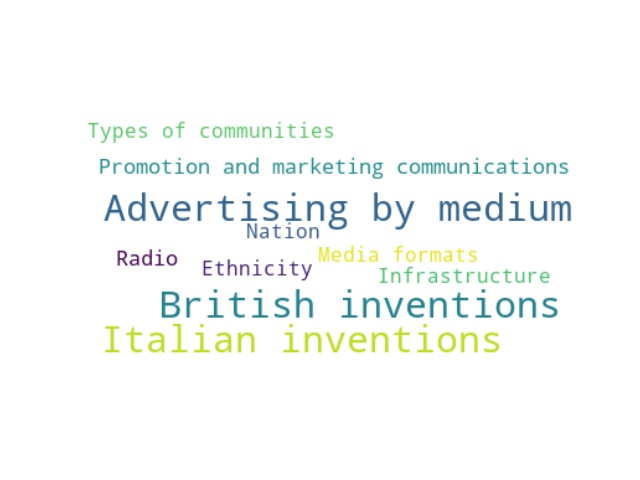 Types of communities
Promotion and marketing communications
Advertising by medium
Nation
Radio
Media formats
Ethnicity
Infrastructure
British inventions
Italian inventions